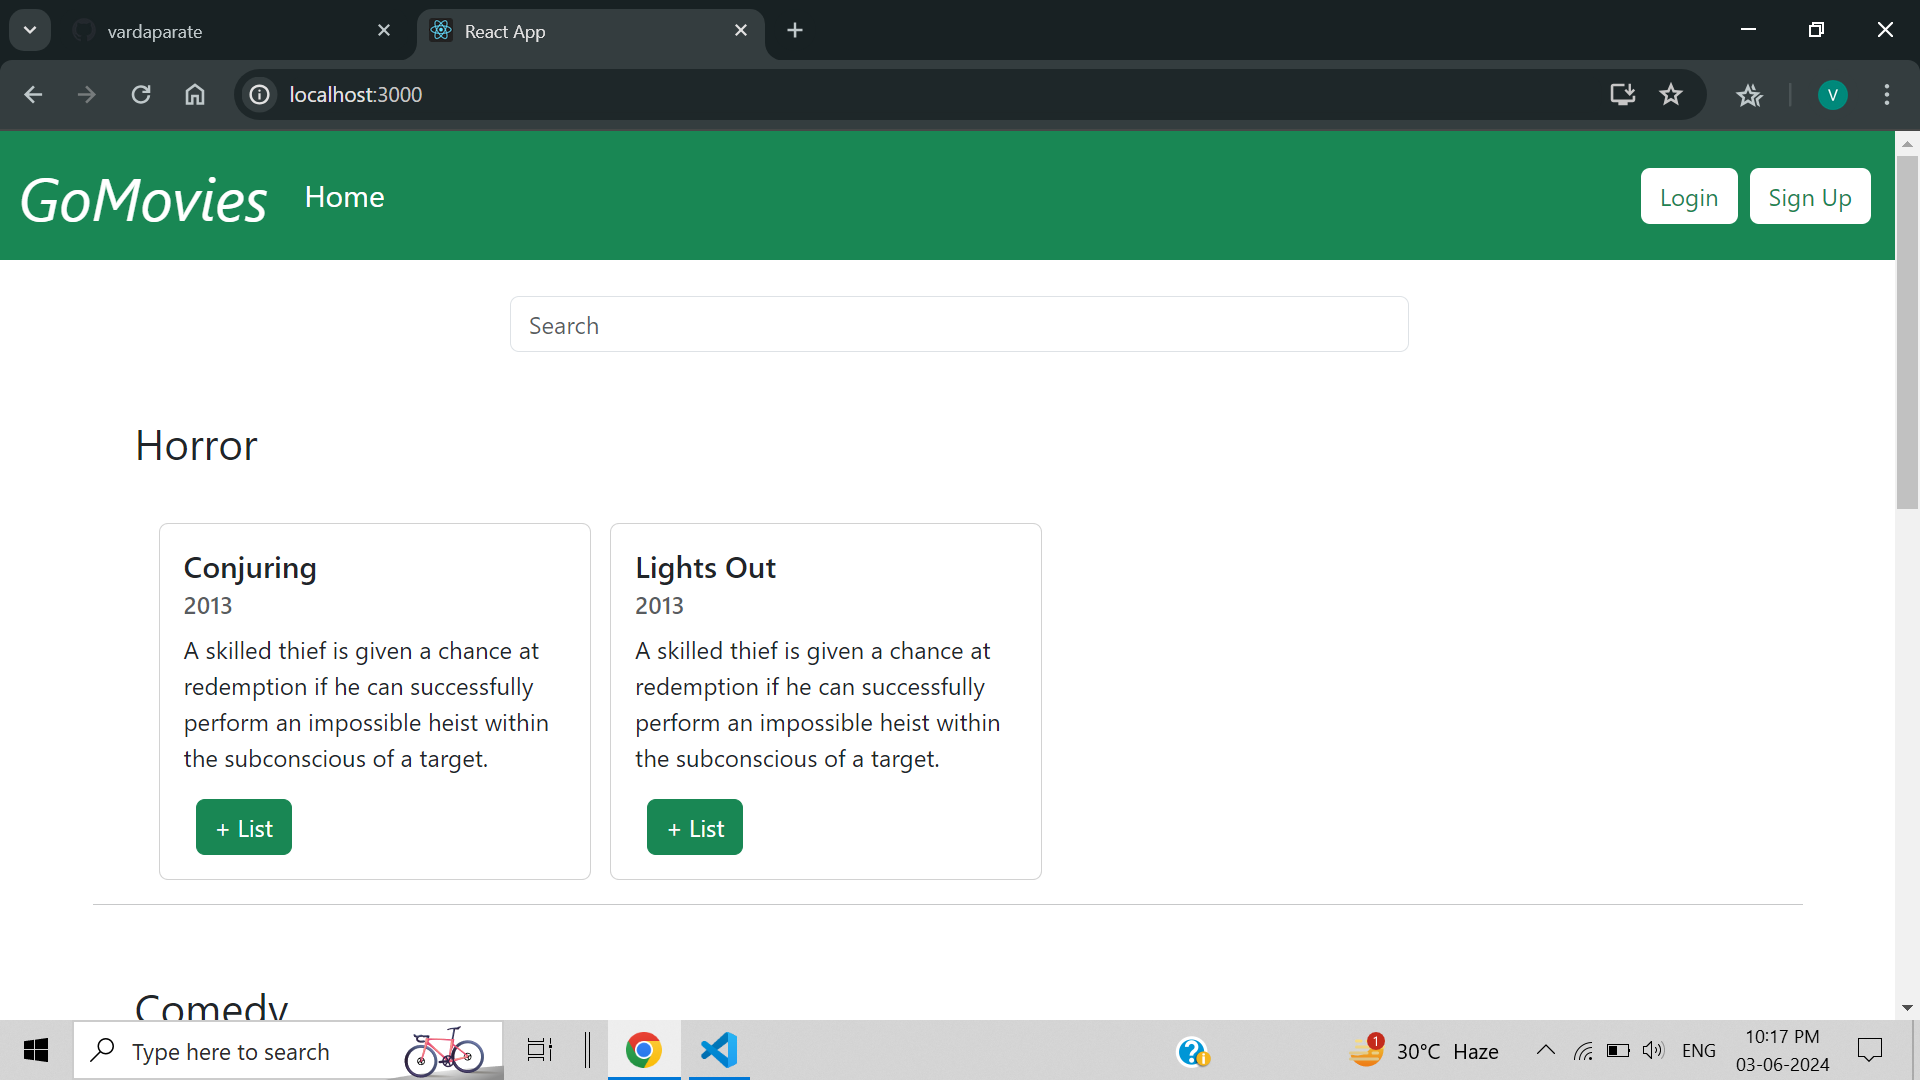 vardaparate
React App
localhost:3000
V
GoMovies
Home
Login
Sign Up
Search
Horror
Conjuring
2013
A skilled thief is given a chance at
redemption if he can successfully
perform an impossible heist within
the subconscious of a target.
+ List
Lights Out
2013
A skilled thief is given a chance at
redemption if he can successfully
perform an impossible heist within
the subconscious of a target.
+ List
Comedy
Type here to search
1
30°C Haze
ENG
10:17 PM
03-06-2024